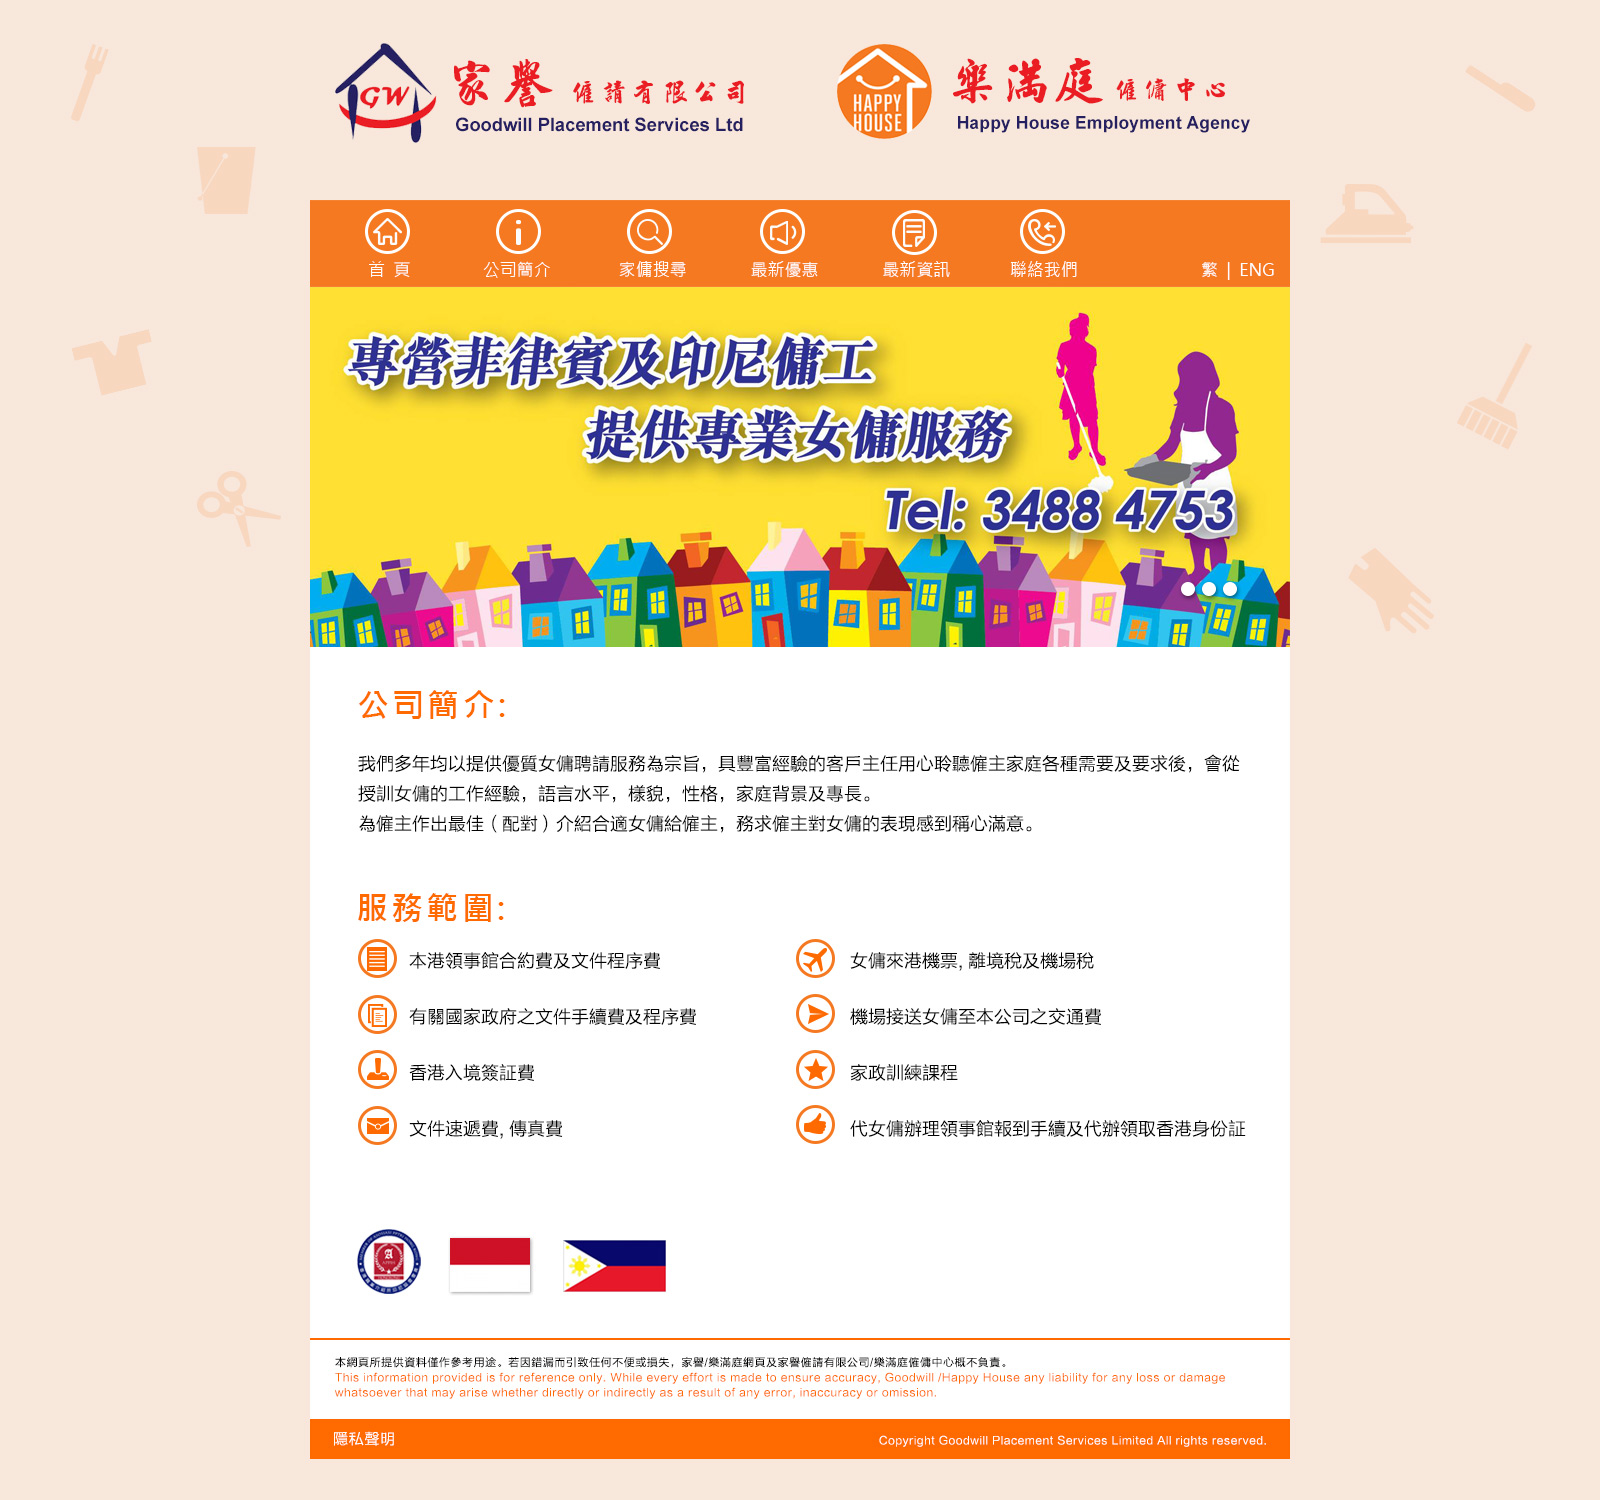 GW
家譽 僱請有限公司
Goodwill Placement Services Ltd
HAPPY
HOUSE
樂滿庭 僱傭中心
Happy House Employment Agency
首 頁
公司簡介
家傭搜尋
最新優惠
最新資訊
聯絡我們
繁 | ENG
專營菲律賓及印尼傭工
提供專業女傭服務
Tel: 3488 4753
公司簡介:
我們多年均以提供優質女傭聘請服務為宗旨，具豐富經驗的客戶主任用心聆聽僱主家庭各種需要及要求後，會從
授訓女傭的工作經驗，語言水平，樣貌，性格，家庭背景及專長。
為僱主作出最佳（配對）介紹合適女傭給僱主，務求僱主對女傭的表現感到稱心滿意。
服務範圍:
本港領事館合約費及文件程序費
女傭來港機票, 離境稅及機場稅
有關國家政府之文件手續費及程序費
機場接送女傭至本公司之交通費
香港入境簽証費
家政訓練課程
文件速遞費, 傳真費
代女傭辦理領事館報到手續及代辦領取香港身份証
本網頁所提供資料僅作參考用途。若因錯漏而引致任何不便或損失，家譽/樂滿庭網頁及家譽僱請有限公司/樂滿庭僱傭中心概不負責。
This information provided is for reference only. While every effort is made to ensure accuracy, Goodwill /Happy House any liability for any loss or damage
whatsoever that may arise whether directly or indirectly as a result of any error, inaccuracy or omission.
隱私聲明
Copyright Goodwill Placement Services Limited All rights reserved.